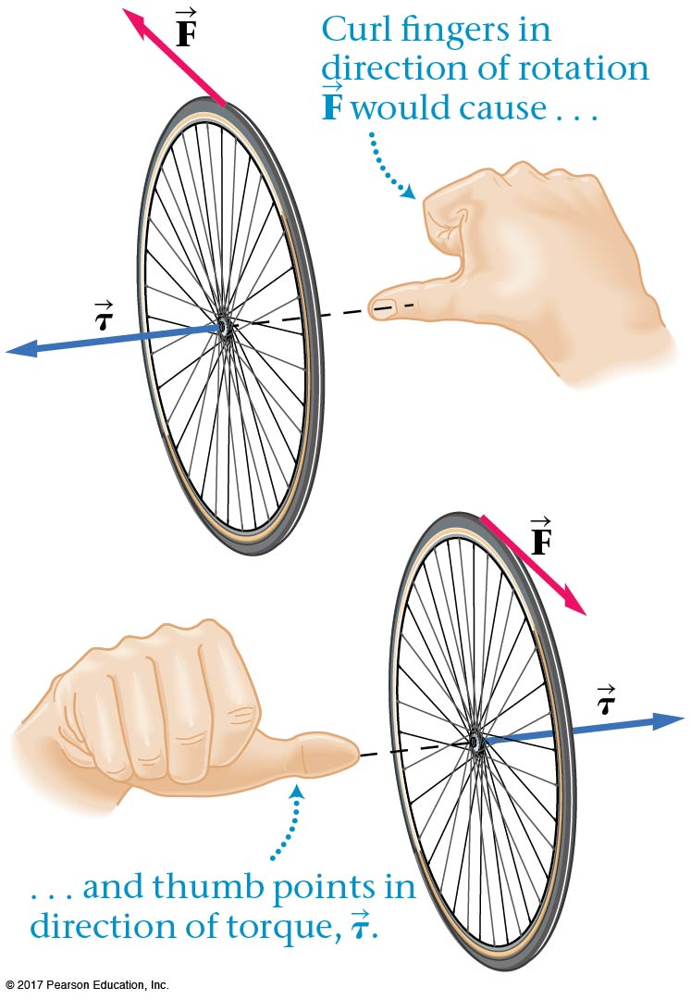 F⃗
Curl fingers in
direction of rotation
F⃗ would cause . . .
τ⃗
F⃗
τ⃗
. . . and thumb points in
direction of torque, τ⃗.
© 2017 Pearson Education, Inc.